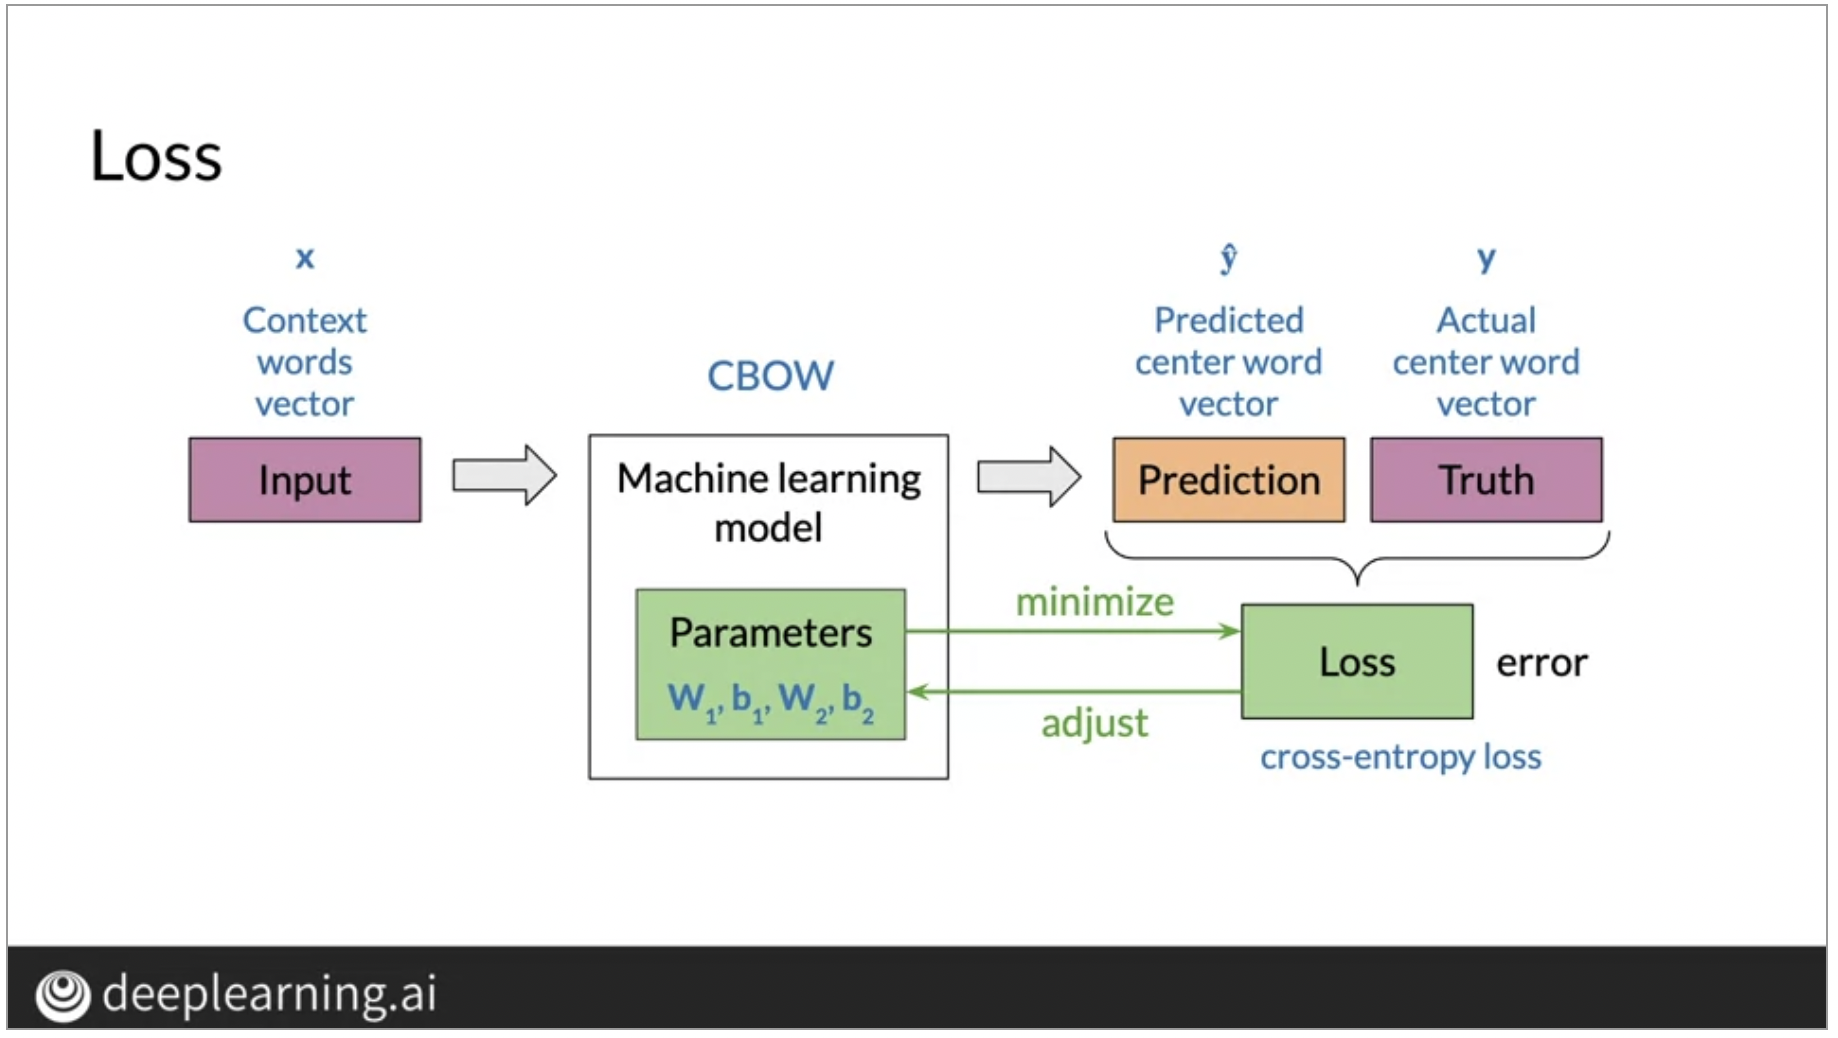 Loss
x
Context
words
vector
Input
CBOW
Machine learning
model
Parameters
W₁, b₁, W₂, b₂
minimize
adjust
ŷ
Predicted
center word
vector
Prediction
y
Actual
center word
vector
Truth
Loss
error
cross-entropy loss
deeplearning.ai